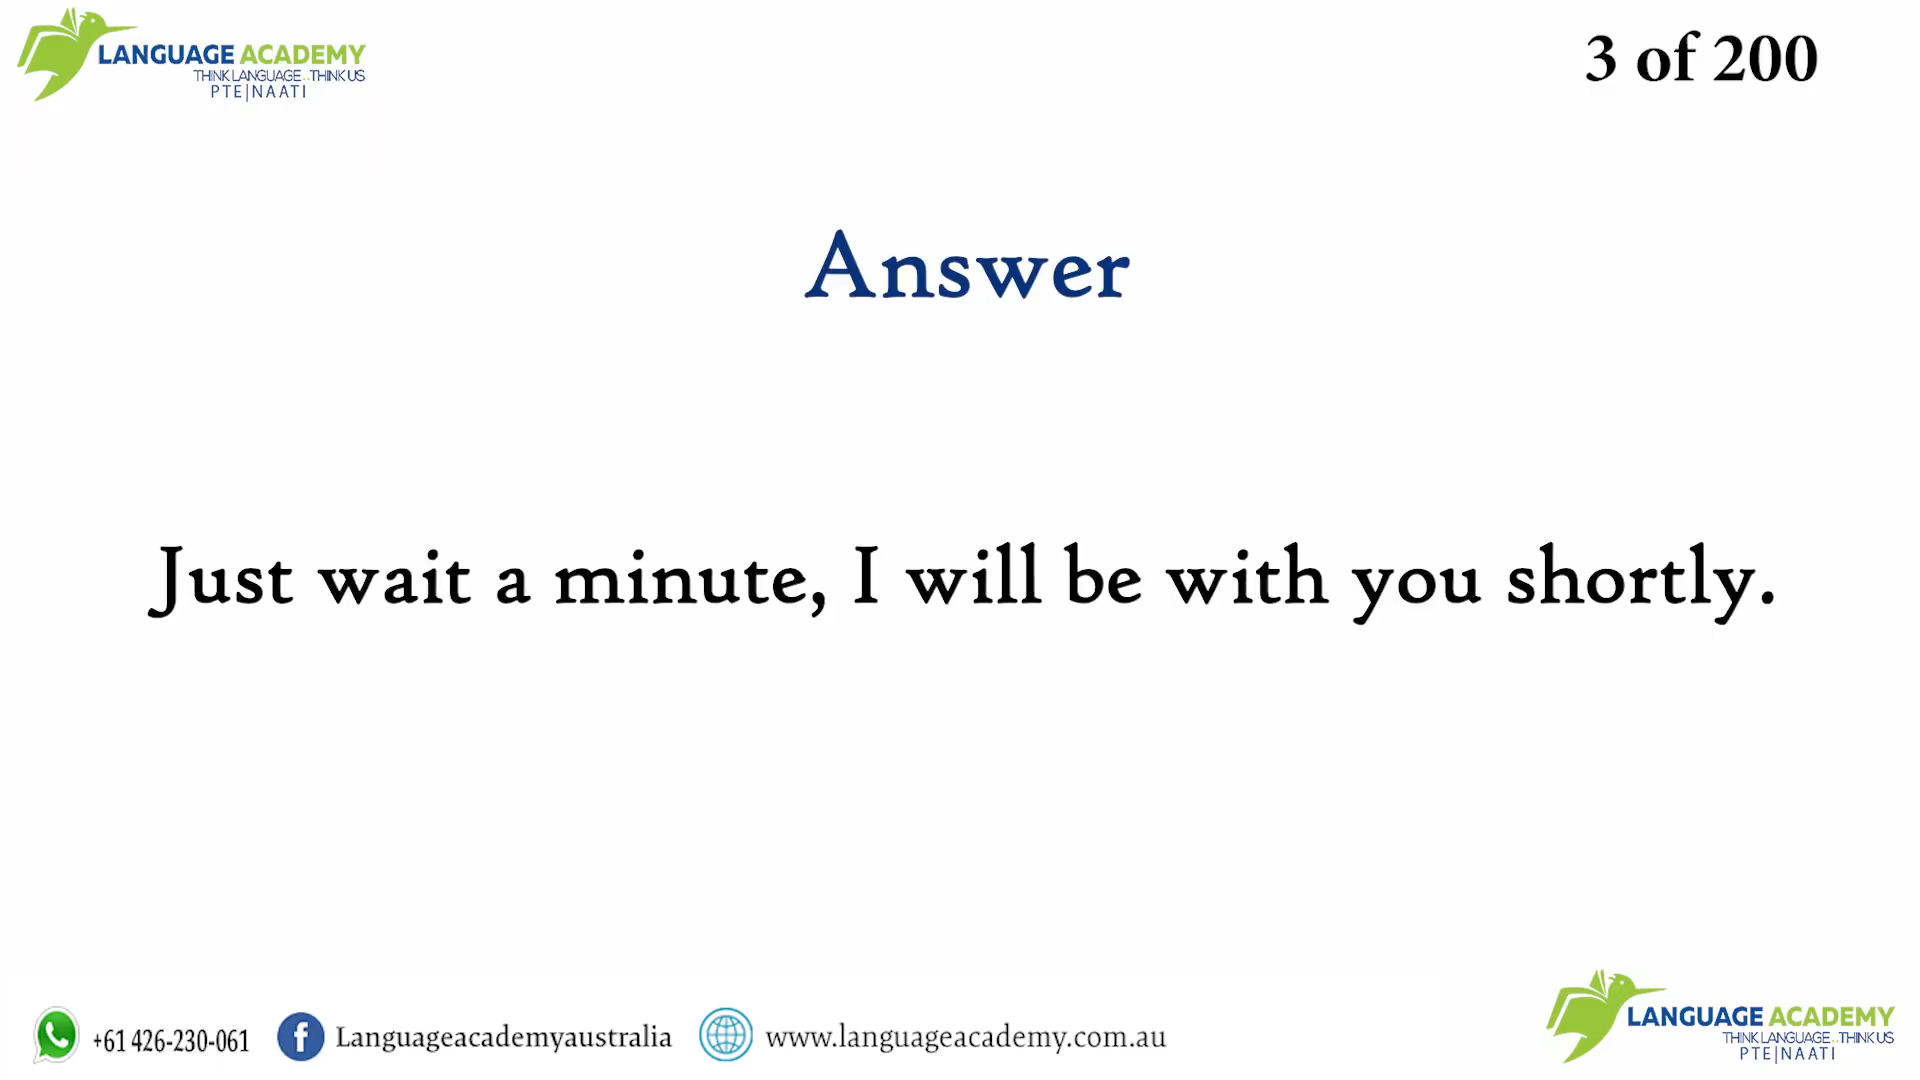 LANGUAGE ACADEMY
THINK LANGUAGE..THINK US
PTE|NAATI
3 of 200
Answer
Just wait a minute, I will be with you shortly.
+61 426-230-061
Languageacademyaustralia
www.languageacademy.com.au
LANGUAGE ACADEMY
THINK LANGUAGE..THINK US
PTE|NAATI